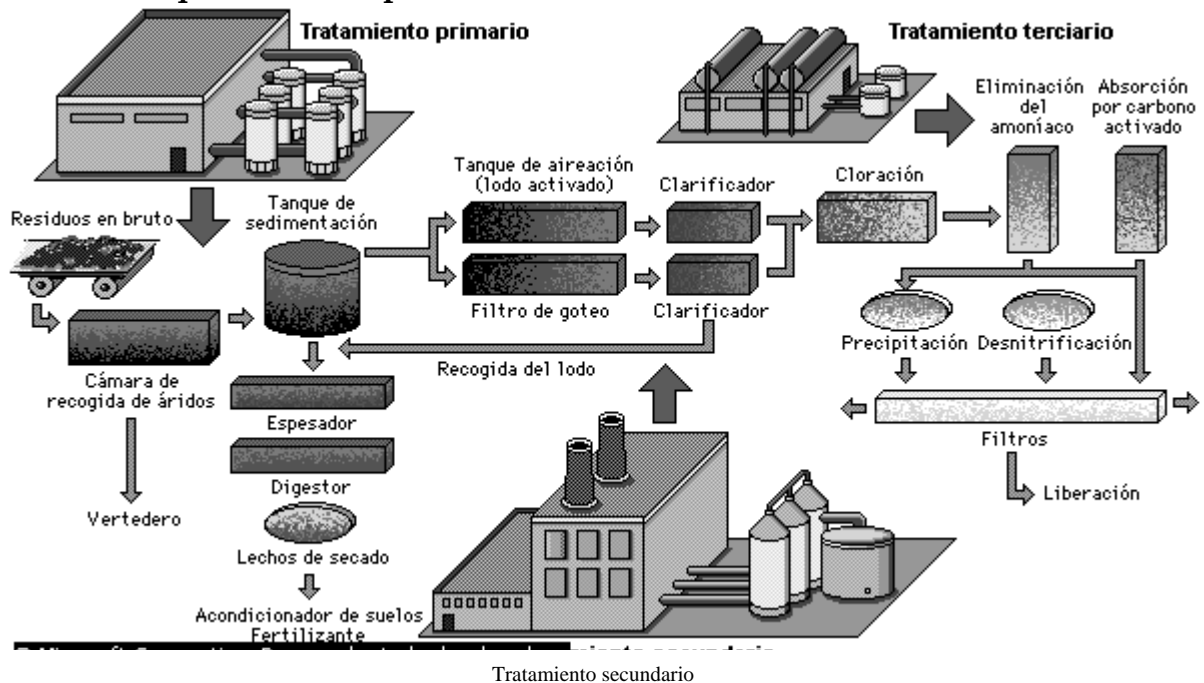 Tratamiento primario
Tratamiento terciario
Eliminación
del
amoníaco
Absorción
por carbono
activado
Tanque de aireación
(lodo activado)
Clarificador
Cloración
Residuos en bruto
Tanque de
sedimentación
Filtro de goteo
Clarificador
Precipitación
Desnitrificación
Recogida del lodo
Cámara de
recogida de áridos
Espesador
Filtros
Digestor
Liberación
Vertedero
Lechos de secado
Acondicionador de suelos
Fertilizante
Tratamiento secundario